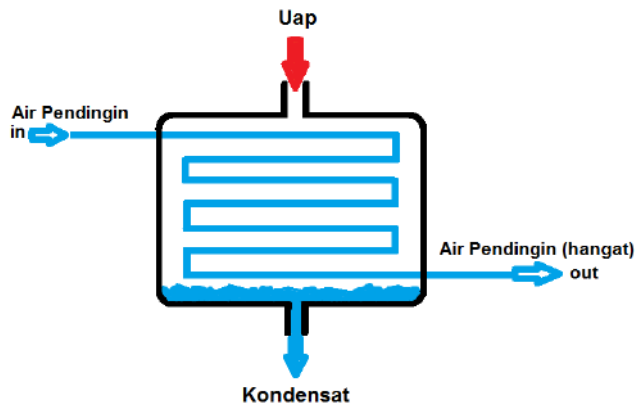 Uap
Air Pendingin
in
Air Pendingin (hangat)
out
Kondensat